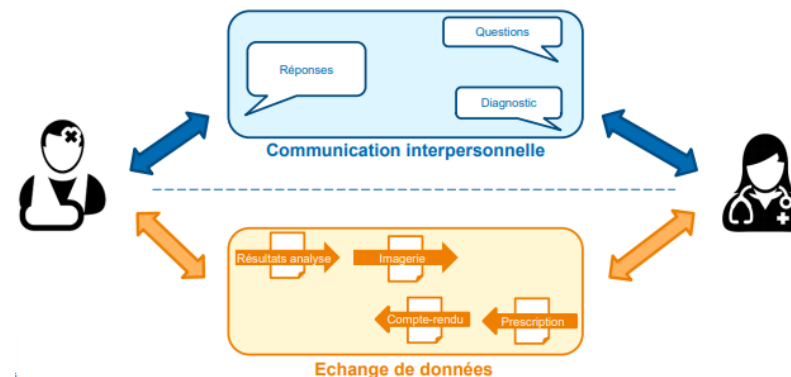 Questions
Réponses
Diagnostic
Communication interpersonnelle
Résultats analyse
Imagerie
Compte-rendu
Prescription
Echange de données